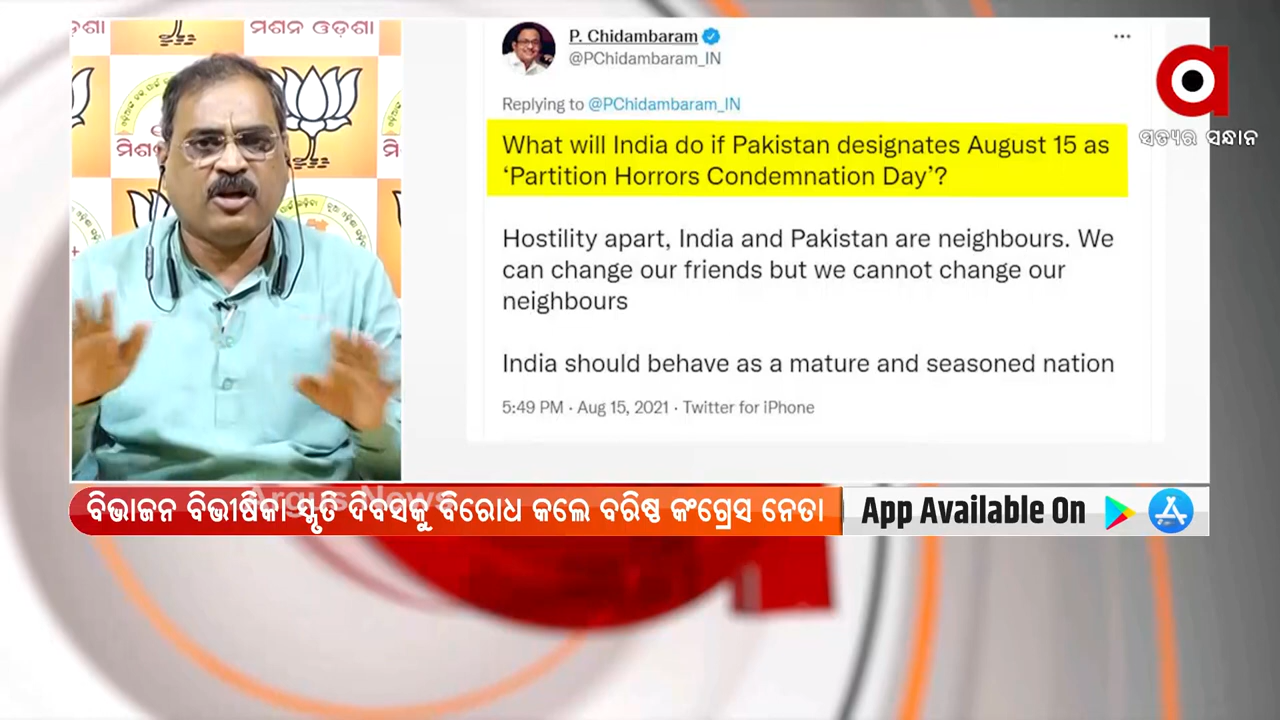 ମିଶନ ଓଡ଼ିଶା
P. Chidambaram
@PChidambaram_IN
Replying to @PChidambaram_IN
What will India do if Pakistan designates August 15 as
‘Partition Horrors Condemnation Day’?
Hostility apart, India and Pakistan are neighbours. We
can change our friends but we cannot change our
neighbours
India should behave as a mature and seasoned nation
5:49 PM · Aug 15, 2021 · Twitter for iPhone
a
ସତ୍ୟର ସନ୍ଧାନ
Argus News
ବିଭାଜନ ବିଭୀଷିକା ସ୍ମୃତି ଦିବସକୁ ବିରୋଧ କଲେ ବରିଷ୍ଠ କଂଗ୍ରେସ ନେତା
App Available On